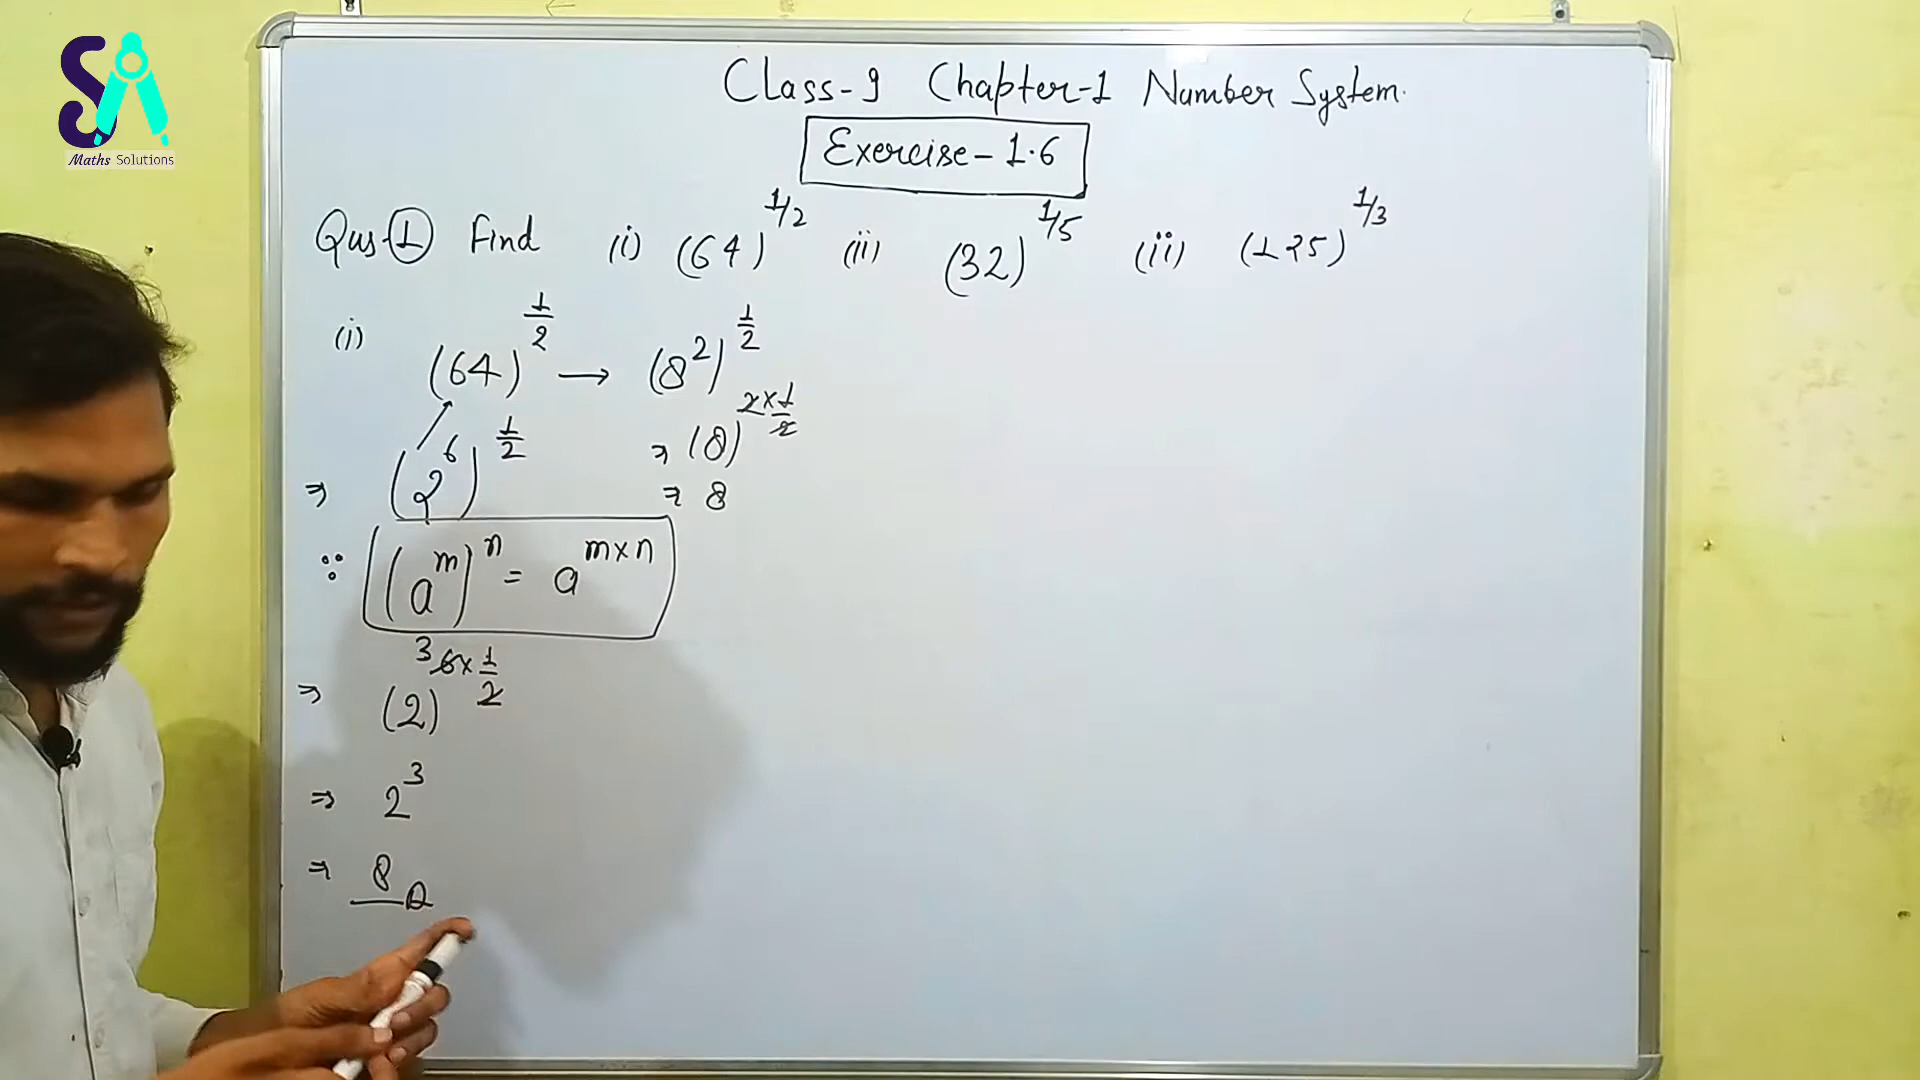 SA
Maths Solutions
Class-9 Chapter-1 Number System.
Exercise-1.6
Qus-① Find (i) (64)^1/2 (ii) (32)^1/5 (iii) (125)^1/3
(i) (64)^1/2 → (8^2)^1/2
⇒ (8)^2×1/2
⇒ 8
⇒ (2^6)^1/2
∵ (a^m)^n = a^m×n
⇒ (2)^3 6×1/2
⇒ 2^3
⇒ 8